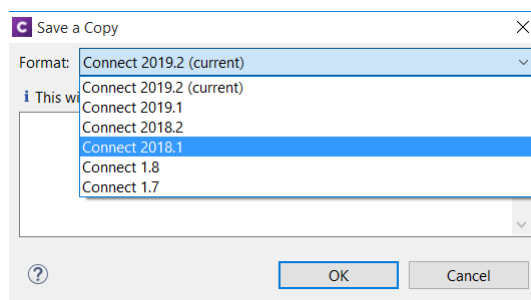 C Save a Copy
Format: Connect 2019.2 (current)
Connect 2019.2 (current)
i This wi
Connect 2019.1
Connect 2018.2
Connect 2018.1
Connect 1.8
Connect 1.7
? OK Cancel